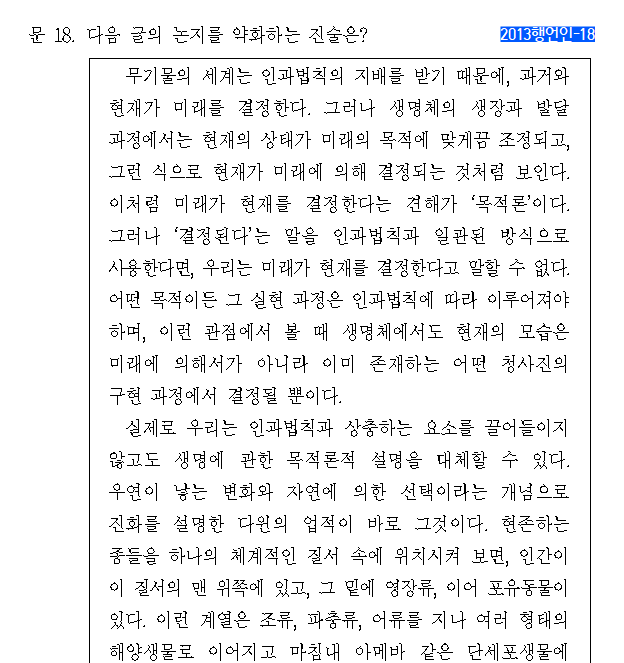 문 18. 다음 글의 논지를 약화하는 진술은? 2013행언인-18
무기물의 세계는 인과법칙의 지배를 받기 때문에, 과거와
현재가 미래를 결정한다. 그러나 생명체의 생장과 발달
과정에서는 현재의 상태가 미래의 목적에 맞게끔 조정되고,
그런 식으로 현재가 미래에 의해 결정되는 것처럼 보인다.
이처럼 미래가 현재를 결정한다는 견해가 ‘목적론’이다.
그러나 ‘결정된다’는 말을 인과법칙과 일관된 방식으로
사용한다면, 우리는 미래가 현재를 결정한다고 말할 수 없다.
어떤 목적이든 그 실현 과정은 인과법칙에 따라 이루어져야
하며, 이런 관점에서 볼 때 생명체에서도 현재의 모습은
미래에 의해서가 아니라 이미 존재하는 어떤 청사진의
구현 과정에서 결정될 뿐이다.
실제로 우리는 인과법칙과 상충하는 요소를 끌어들이지
않고도 생명에 관한 목적론적 설명을 대체할 수 있다.
우연이 낳는 변화와 자연에 의한 선택이라는 개념으로
진화를 설명한 다윈의 업적이 바로 그것이다. 현존하는
종들을 하나의 체계적인 질서 속에 위치시켜 보면, 인간이
이 질서의 맨 위쪽에 있고, 그 밑에 영장류, 이어 포유동물이
있다. 이런 계열은 조류, 파충류, 어류를 지나 여러 형태의
해양생물로 이어지고 마침내 아메바 같은 단세포생물에